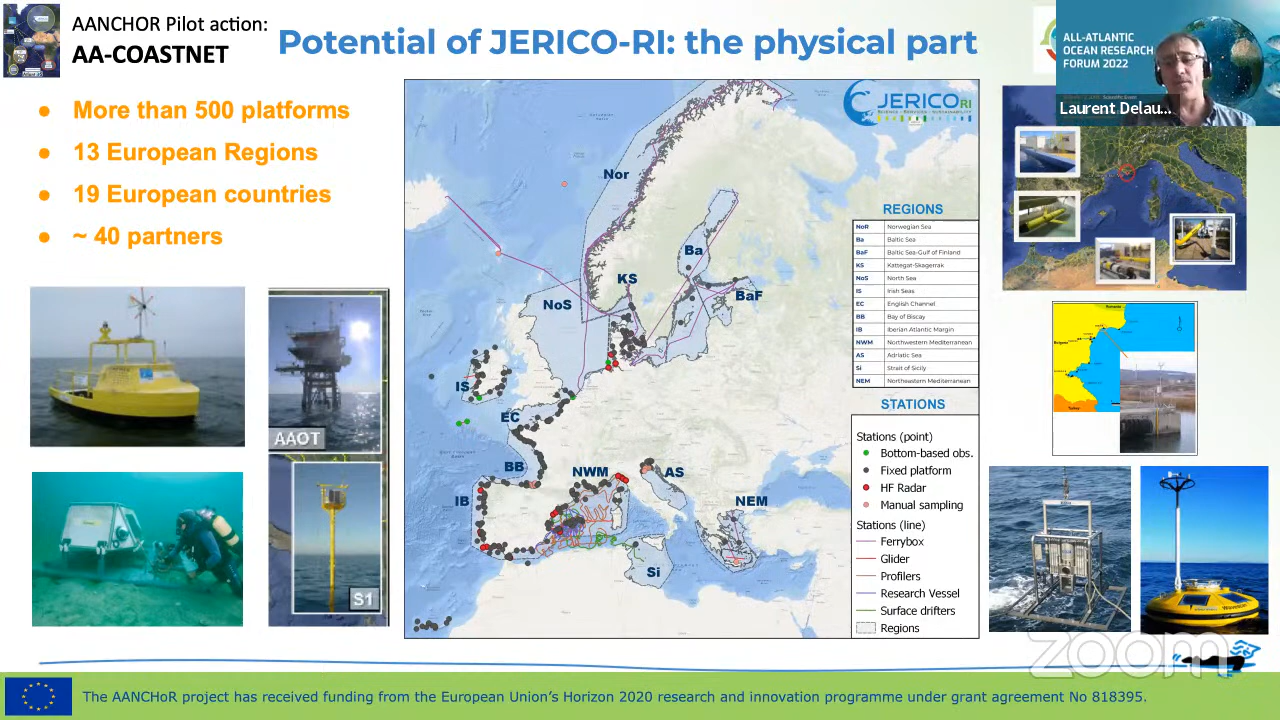 AANCHOR Pilot action:
AA-COASTNET
Potential of JERICO-RI: the physical part
ALL-ATLANTIC
OCEAN RESEARCH
FORUM 2022
Laurent Delau...
● More than 500 platforms
● 13 European Regions
● 19 European countries
● ~ 40 partners
AAOT
S1
JERICO RI
SCIENCE - SERVICES - SUSTAINABILITY
Nor
Ba
KS
BaF
NoS
IS
EC
BB
NWM
AS
IB
NEM
Si
REGIONS
NoR Norwegian Sea
Ba Baltic Sea
BaF Baltic Sea-Gulf of Finland
KS Kattegat-Skagerrak
NoS North Sea
IS Irish Seas
EC English Channel
BB Bay of Biscay
IB Iberian Atlantic Margin
NWM Northwestern Mediterranean
AS Adriatic Sea
Si Strait of Sicily
NEM Northeastern Mediterranean
STATIONS
Stations (point)
Bottom-based obs.
Fixed platform
HF Radar
Manual sampling
Stations (line)
Ferrybox
Glider
Profilers
Research Vessel
Surface drifters
Regions
Romania
Bulgaria
Turkey
zoom
The AANCHoR project has received funding from the European Union's Horizon 2020 research and innovation programme under grant agreement No 818395.